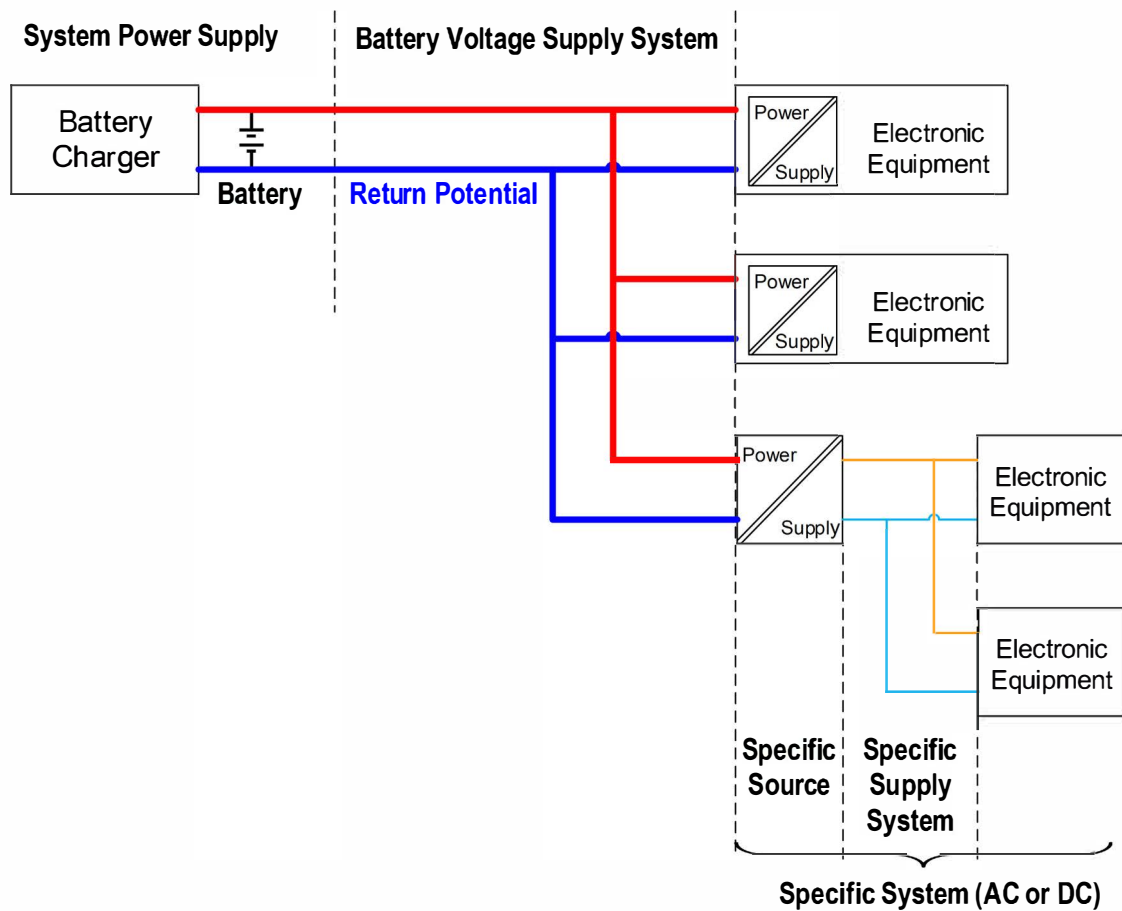 System Power Supply
Battery Voltage Supply System
Battery
Charger
Battery
Return Potential
Power
Supply
Electronic
Equipment
Power
Supply
Electronic
Equipment
Power
Supply
Electronic
Equipment
Electronic
Equipment
Specific
Source
Specific
Supply
System
Specific System (AC or DC)